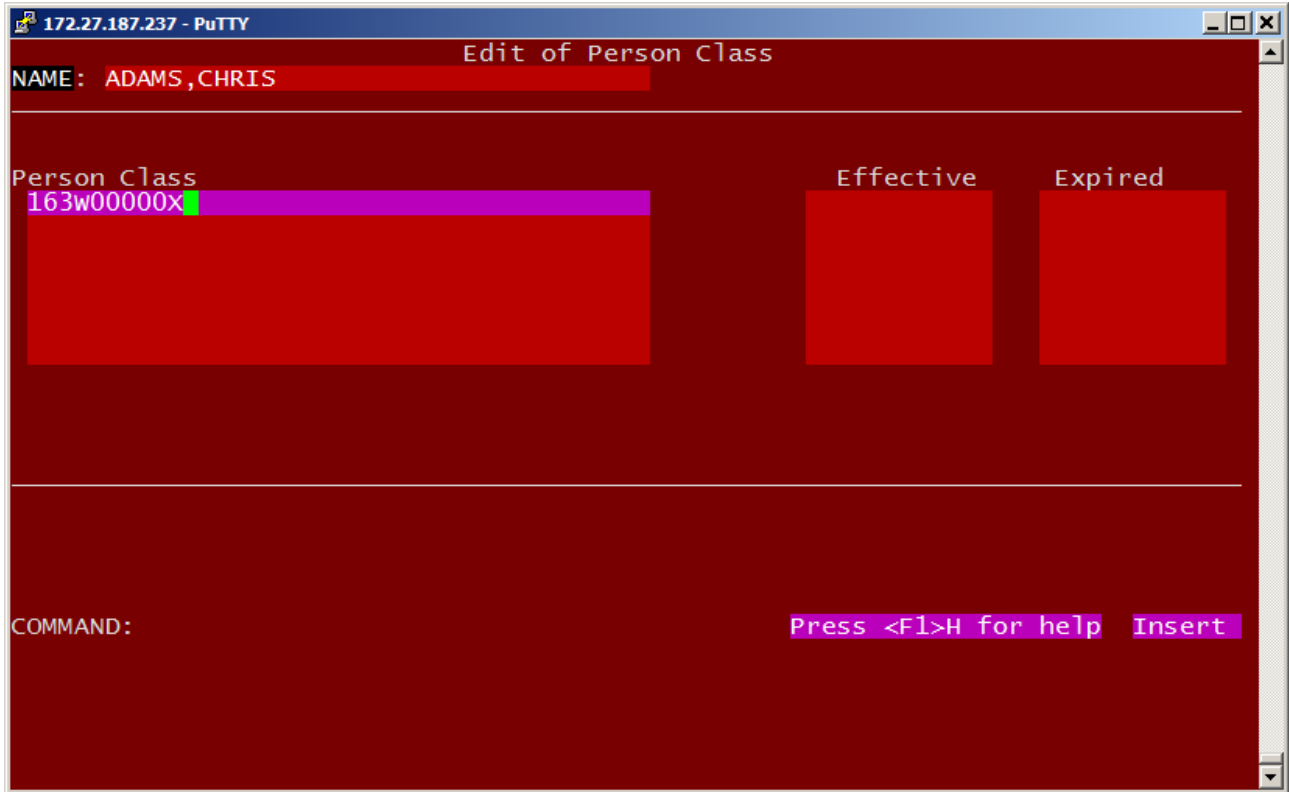 172.27.187.237 - PuTTY
Edit of Person Class
NAME: ADAMS,CHRIS
Person Class Effective Expired
163w00000x
COMMAND: Press <F1>H for help Insert